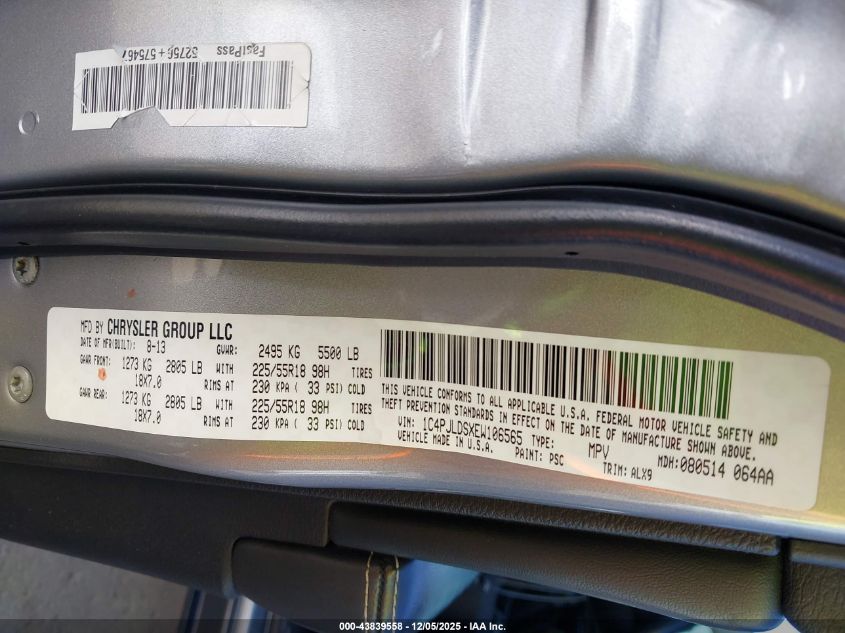 FastPass
5275C+575467
MFD BY CHRYSLER GROUP LLC
DATE OF MFR(BUILT): 8-13 GVWR: 2495 KG 5500 LB
GAWR FRONT: 1273 KG 2805 LB WITH 225/55R18 98H TIRES
18X7.0 RIMS AT 230 KPA ( 33 PSI) COLD
GAWR REAR: 1273 KG 2805 LB WITH 225/55R18 98H TIRES
18X7.0 RIMS AT 230 KPA ( 33 PSI) COLD
THIS VEHICLE CONFORMS TO ALL APPLICABLE U.S.A. FEDERAL MOTOR VEHICLE SAFETY AND
THEFT PREVENTION STANDARDS IN EFFECT ON THE DATE OF MANUFACTURE SHOWN ABOVE.
VIN: 1C4PJLDSXEW106565 TYPE: MPV MDH:080514 064AA
VEHICLE MADE IN U.S.A. PAINT: PSC TRIM: ALX9
000-43839558 - 12/05/2025 - IAA Inc.